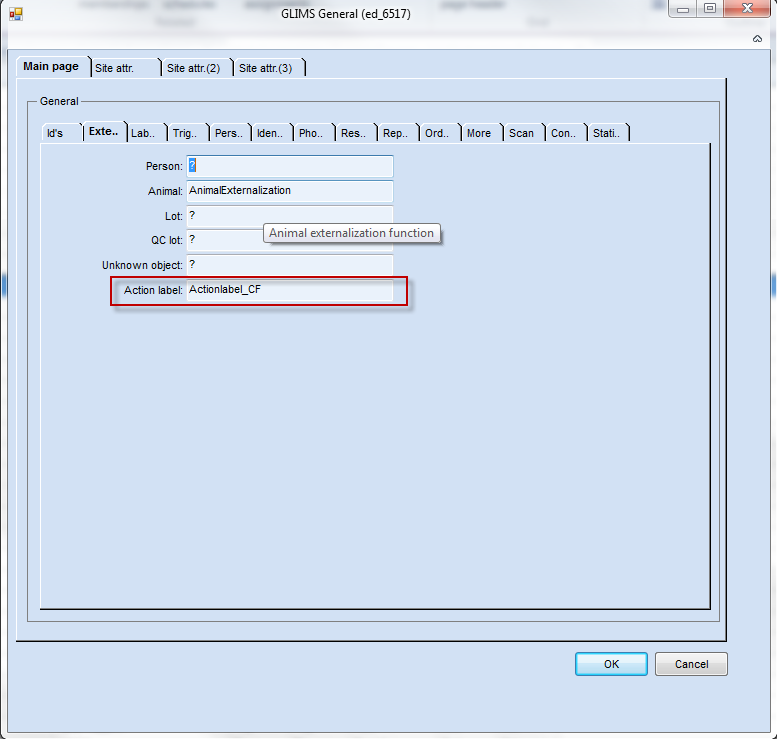 GLIMS General (ed_6517)
Main page Site attr. Site attr.(2) Site attr.(3)
General
Id's Exte.. Lab.. Trig.. Pers.. Iden.. Pho.. Res.. Rep.. Ord.. More Scan Con.. Stati..
Person: ?
Animal: AnimalExternalization
Lot: ?
Animal externalization function
QC lot: ?
Unknown object: ?
Action label: Actionlabel_CF
OK Cancel